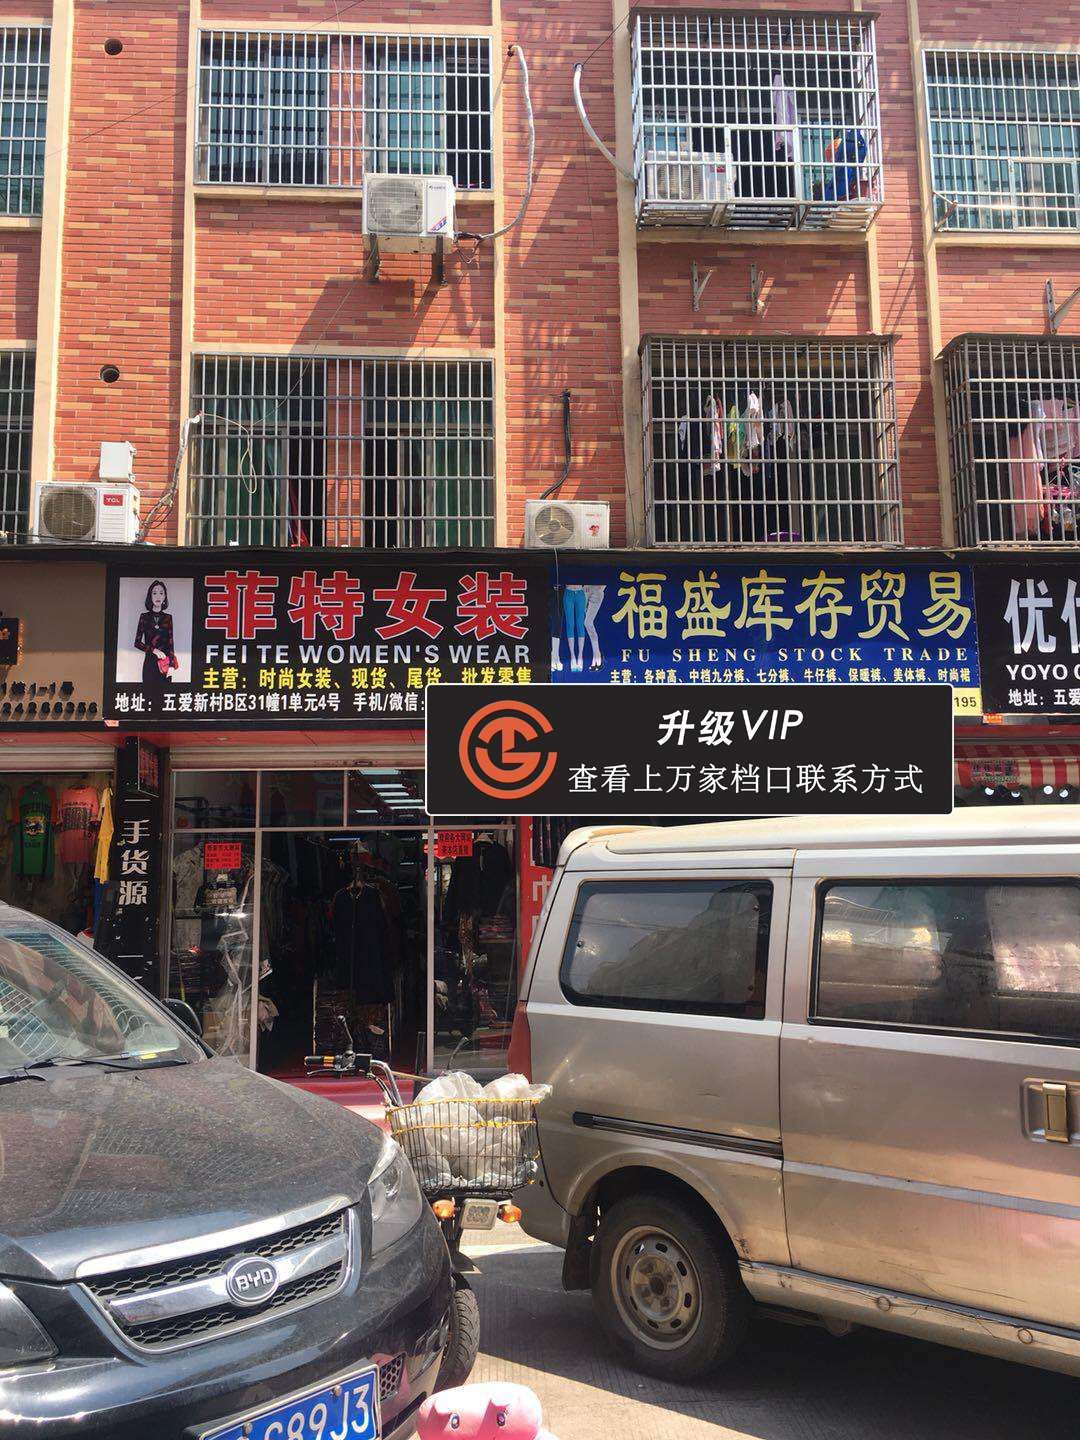 菲特女装
FEI TE WOMEN'S WEAR
主营：时尚女装、现货、尾货、批发零售
地址：五爱新村B区31幢1单元4号 手机/微信：
福盛库存贸易
FU SHENG STOCK TRADE
主营：各种高、中档九分裤、七分裤、牛仔裤、保暖裤、美体裤、时尚裙
195
YOYO
地址：五爱
升级VIP
查看上万家档口联系方式
一手货源
TCL
BYD
G89J3